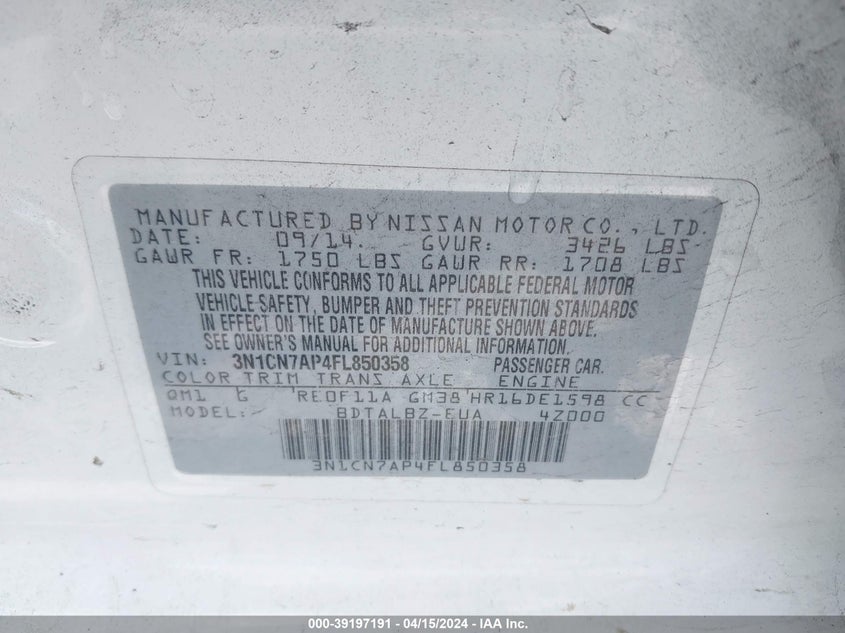 MANUFACTURED BY NISSAN MOTOR CO., LTD.
DATE: 09/14. GVWR: 3426 LBS
GAWR FR: 1750 LBS GAWR RR: 1708 LBS
THIS VEHICLE CONFORMS TO ALL APPLICABLE FEDERAL MOTOR
VEHICLE SAFETY, BUMPER AND THEFT PREVENTION STANDARDS
IN EFFECT ON THE DATE OF MANUFACTURE SHOWN ABOVE.
SEE OWNER'S MANUAL FOR ADDITIONAL INFORMATION.
VIN: 3N1CN7AP4FL850358 PASSENGER CAR.
COLOR TRIM TRANS AXLE ENGINE
QM1 G RE0F11A GM38 HR16DE1598 CC
MODEL: BDTALBZ-EUA 4Z000
3N1CN7AP4FL850358
000-39197191 - 04/15/2024 - IAA Inc.